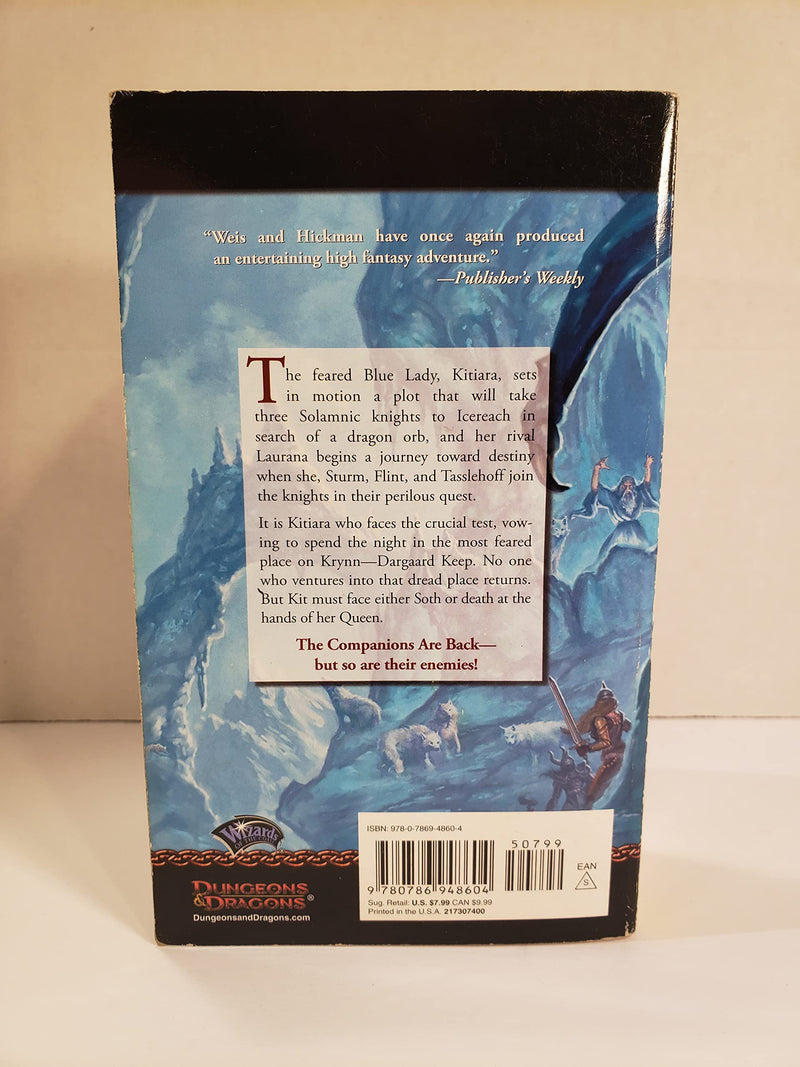 “Weis and Hickman have once again produced
an entertaining high fantasy adventure.”
—Publisher’s Weekly
The feared Blue Lady, Kitiara, sets
in motion a plot that will take
three Solamnic knights to Icereach in
search of a dragon orb, and her rival
Laurana begins a journey toward destiny
when she, Sturm, Flint, and Tasslehoff join
the knights in their perilous quest.
It is Kitiara who faces the crucial test, vow-
ing to spend the night in the most feared
place on Krynn—Dargaard Keep. No one
who ventures into that dread place returns.
But Kit must face either Soth or death at the
hands of her Queen.
The Companions Are Back—
but so are their enemies!
Wizards
OF THE COAST
DUNGEONS
& DRAGONS®
DungeonsandDragons.com
ISBN: 978-0-7869-4860-4
50799
EAN
S
9 780786 948604
Sug. Retail: U.S. $7.99 CAN $9.99
Printed in the U.S.A. 217307400